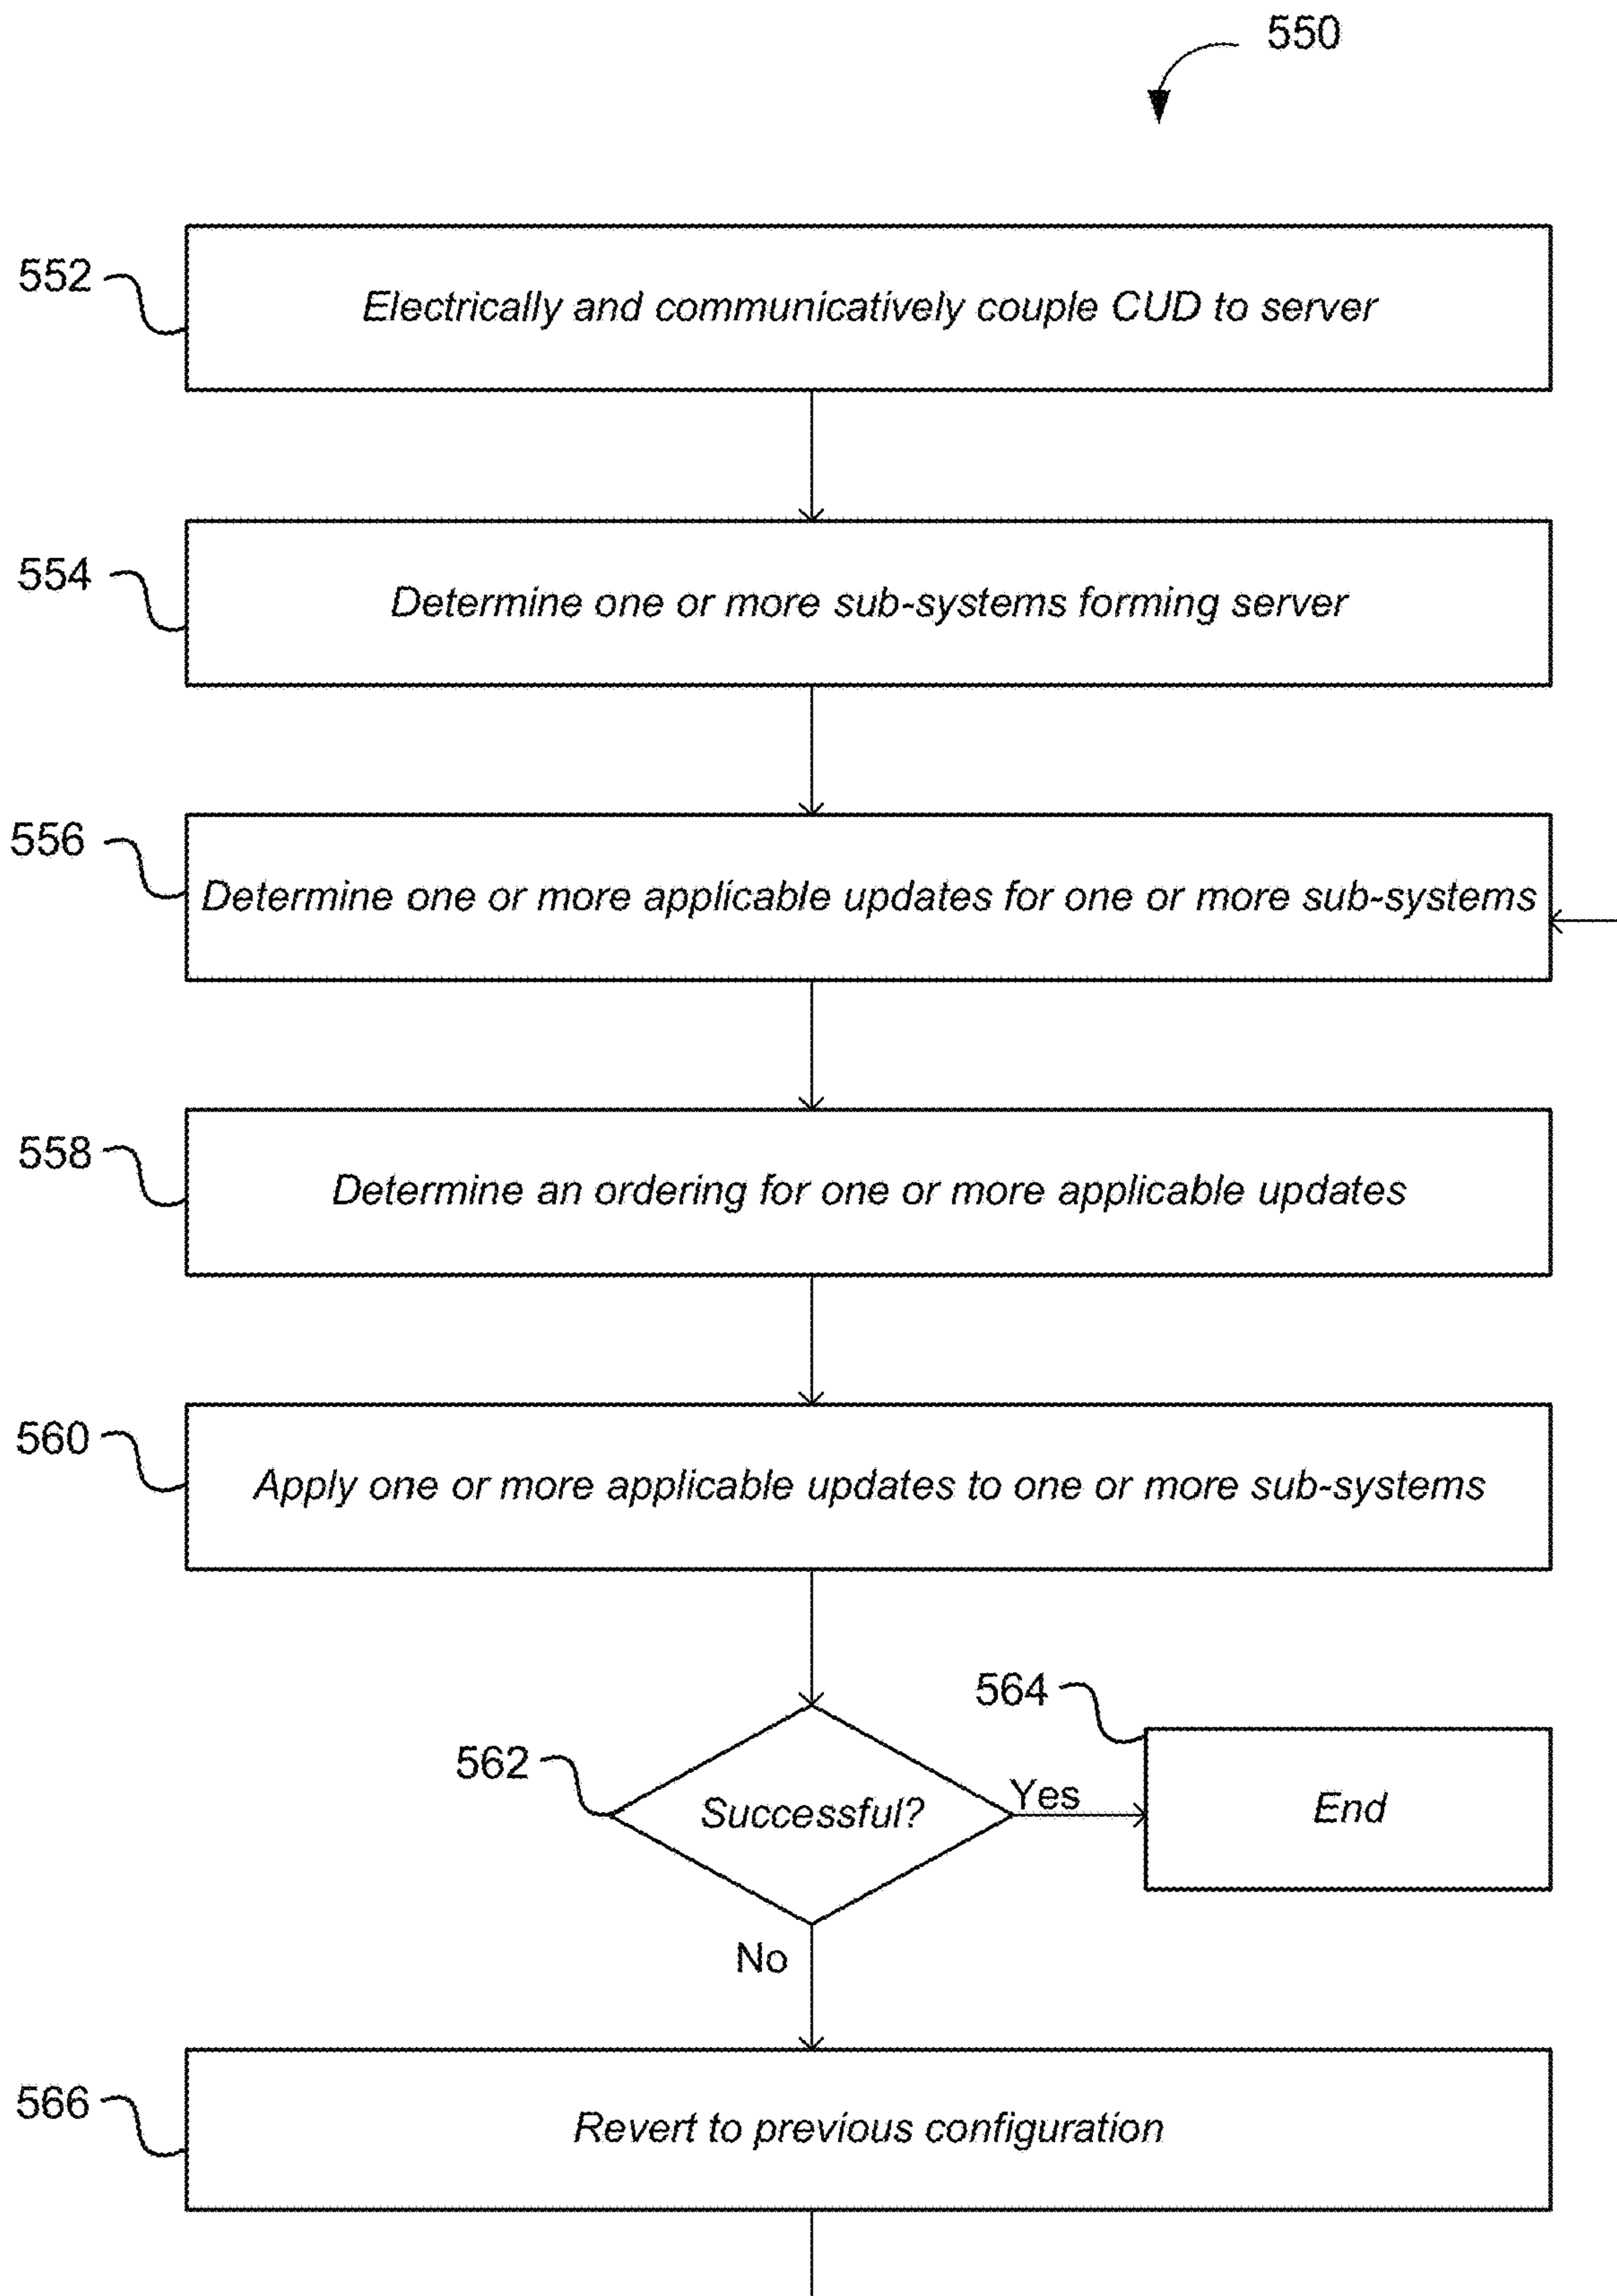 550
552
Electrically and communicatively couple CUD to server
554
Determine one or more sub-systems forming server
556
Determine one or more applicable updates for one or more sub-systems
558
Determine an ordering for one or more applicable updates
560
Apply one or more applicable updates to one or more sub-systems
564
562
Successful?
Yes
End
No
566
Revert to previous configuration